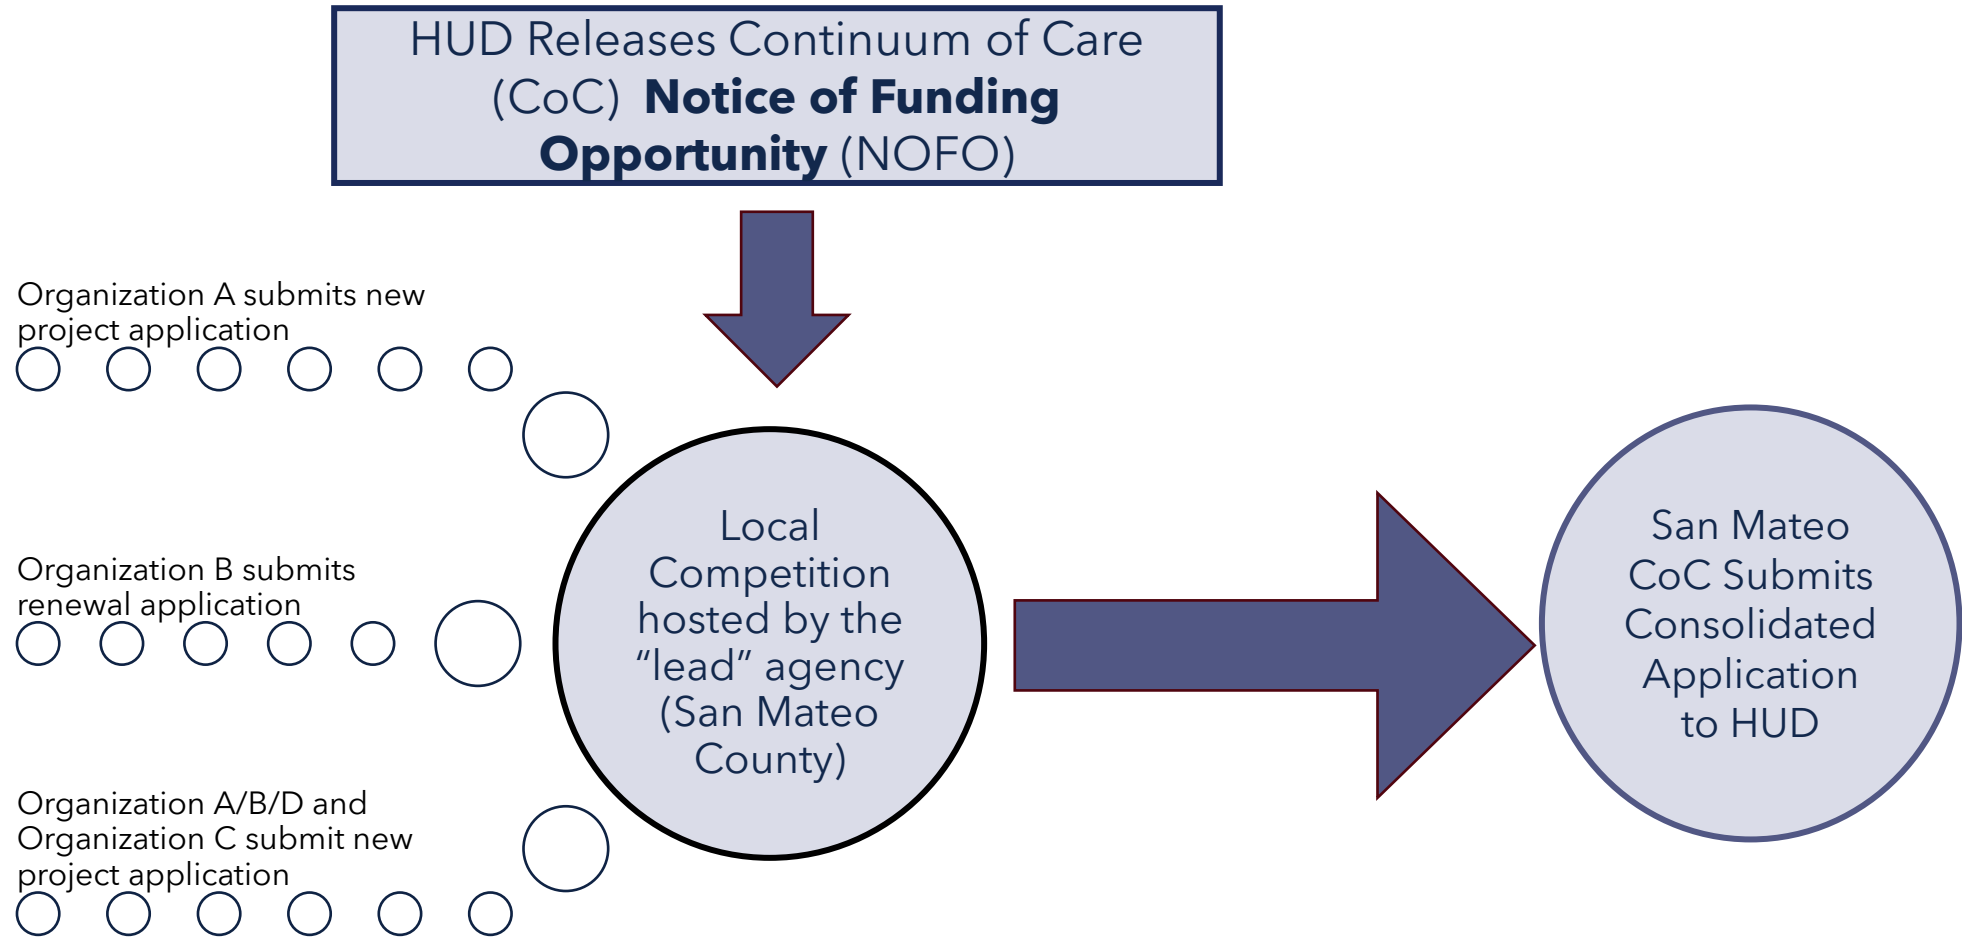 HUD Releases Continuum of Care
(CoC) Notice of Funding
Opportunity (NOFO)
Organization A submits new
project application
Organization B submits
renewal application
Organization A/B/D and
Organization C submit new
project application
Local
Competition
hosted by the
“lead” agency
(San Mateo
County)
San Mateo
CoC Submits
Consolidated
Application
to HUD